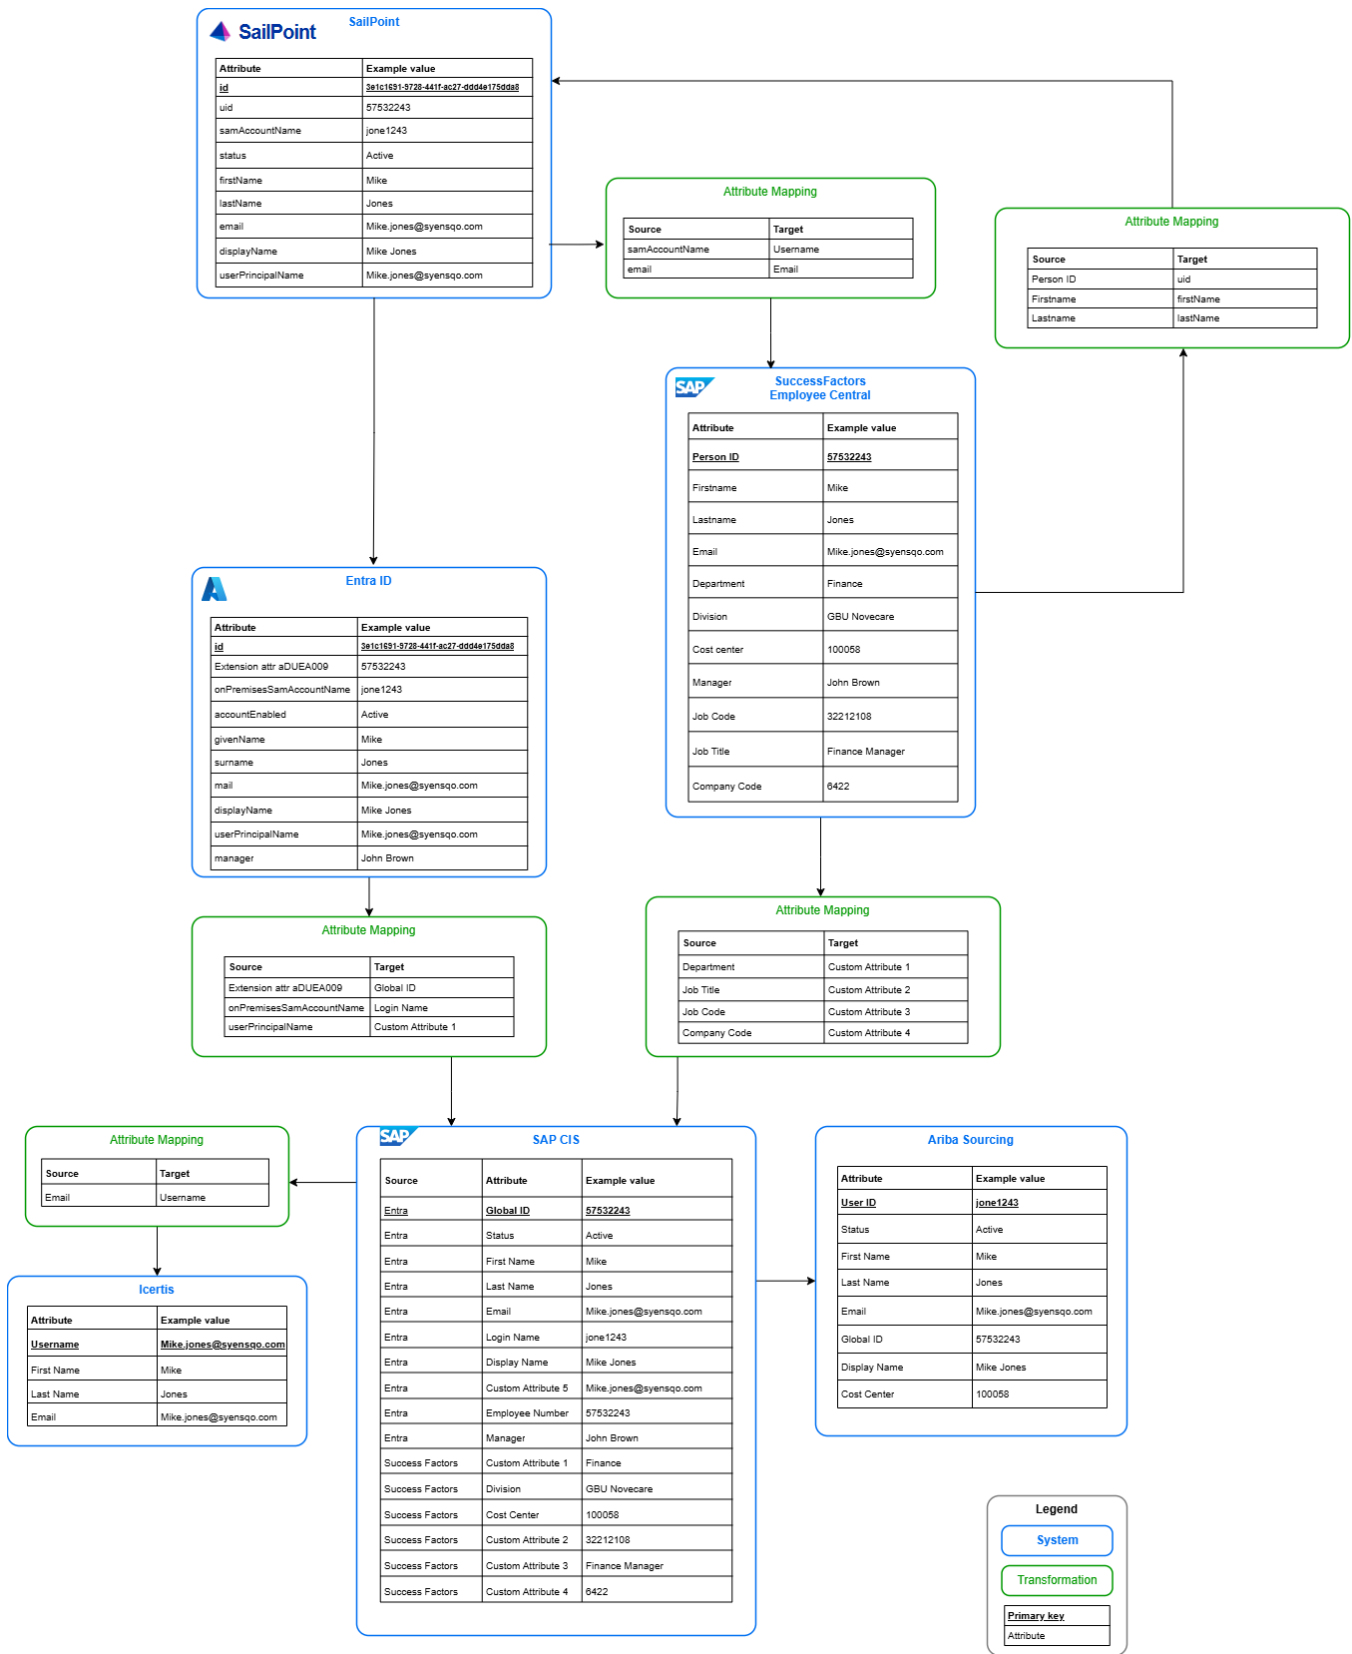 SailPoint
SailPoint
Attribute Example value
id 3e1c1691-9728-441f-ac27-ddd4e175dda8
uid 57532243
samAccountName jone1243
status Active
firstName Mike
lastName Jones
email Mike.jones@syensqo.com
displayName Mike Jones
userPrincipalName Mike.jones@syensqo.com
Attribute Mapping
Source Target
samAccountName Username
email Email
Attribute Mapping
Source Target
Person ID uid
Firstname firstName
Lastname lastName
SAP
SuccessFactors
Employee Central
Attribute Example value
Person ID 57532243
Firstname Mike
Lastname Jones
Email Mike.jones@syensqo.com
Department Finance
Division GBU Novecare
Cost center 100058
Manager John Brown
Job Code 32212108
Job Title Finance Manager
Company Code 6422
Entra ID
Attribute Example value
id 3e1c1691-9728-441f-ac27-ddd4e175dda8
Extension attr aDUEA009 57532243
onPremisesSamAccountName jone1243
accountEnabled Active
givenName Mike
surname Jones
mail Mike.jones@syensqo.com
displayName Mike Jones
userPrincipalName Mike.jones@syensqo.com
manager John Brown
Attribute Mapping
Source Target
Extension attr aDUEA009 Global ID
onPremisesSamAccountName Login Name
userPrincipalName Custom Attribute 1
Attribute Mapping
Source Target
Department Custom Attribute 1
Job Title Custom Attribute 2
Job Code Custom Attribute 3
Company Code Custom Attribute 4
Attribute Mapping
Source Target
Email Username
Icertis
Attribute Example value
Username Mike.jones@syensqo.com
First Name Mike
Last Name Jones
Email Mike.jones@syensqo.com
SAP
SAP CIS
Source Attribute Example value
Entra Global ID 57532243
Entra Status Active
Entra First Name Mike
Entra Last Name Jones
Entra Email Mike.jones@syensqo.com
Entra Login Name jone1243
Entra Display Name Mike Jones
Entra Custom Attribute 5 Mike.jones@syensqo.com
Entra Employee Number 57532243
Entra Manager John Brown
Success Factors Custom Attribute 1 Finance
Success Factors Division GBU Novecare
Success Factors Cost Center 100058
Success Factors Custom Attribute 2 32212108
Success Factors Custom Attribute 3 Finance Manager
Success Factors Custom Attribute 4 6422
Ariba Sourcing
Attribute Example value
User ID jone1243
Status Active
First Name Mike
Last Name Jones
Email Mike.jones@syensqo.com
Global ID 57532243
Display Name Mike Jones
Cost Center 100058
Legend
System
Transformation
Primary key
Attribute